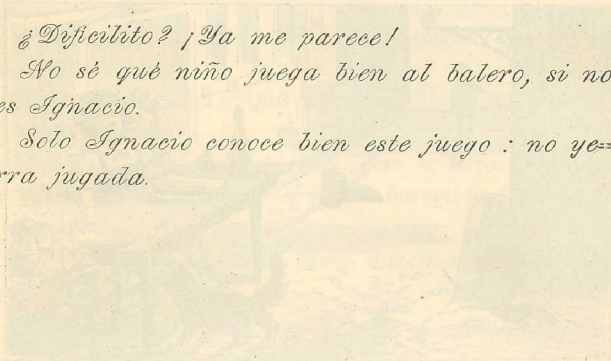 ¿Dificilito? ¡Ya me parece!
No sé qué niño juega bien al balero, si no
es Ignacio.
Solo Ignacio conoce bien este juego : no ye=
rra jugada.